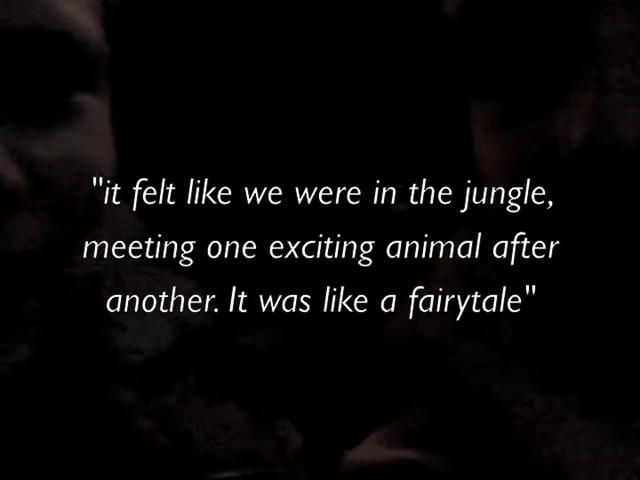 "it felt like we were in the jungle,
meeting one exciting animal after
another. It was like a fairytale"